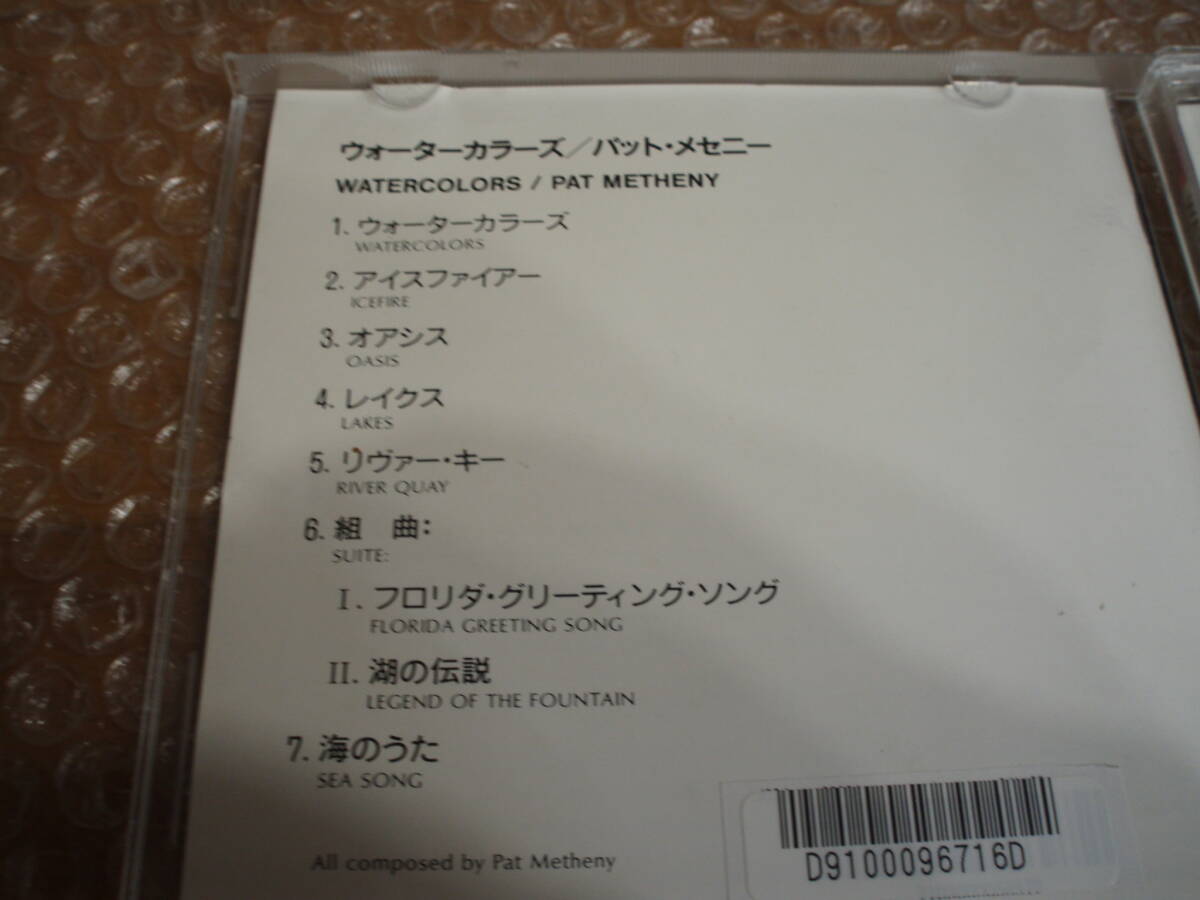 ウォーターカラーズ／パット・メセニー
WATERCOLORS / PAT METHENY
1. ウォーターカラーズ
WATERCOLORS
2. アイスファイアー
ICEFIRE
3. オアシス
OASIS
4. レイクス
LAKES
5. リヴァー・キー
RIVER QUAY
6. 組　曲：
SUITE:
I. フロリダ・グリーティング・ソング
FLORIDA GREETING SONG
II. 湖の伝説
LEGEND OF THE FOUNTAIN
7. 海のうた
SEA SONG
All composed by Pat Metheny
D9100096716D